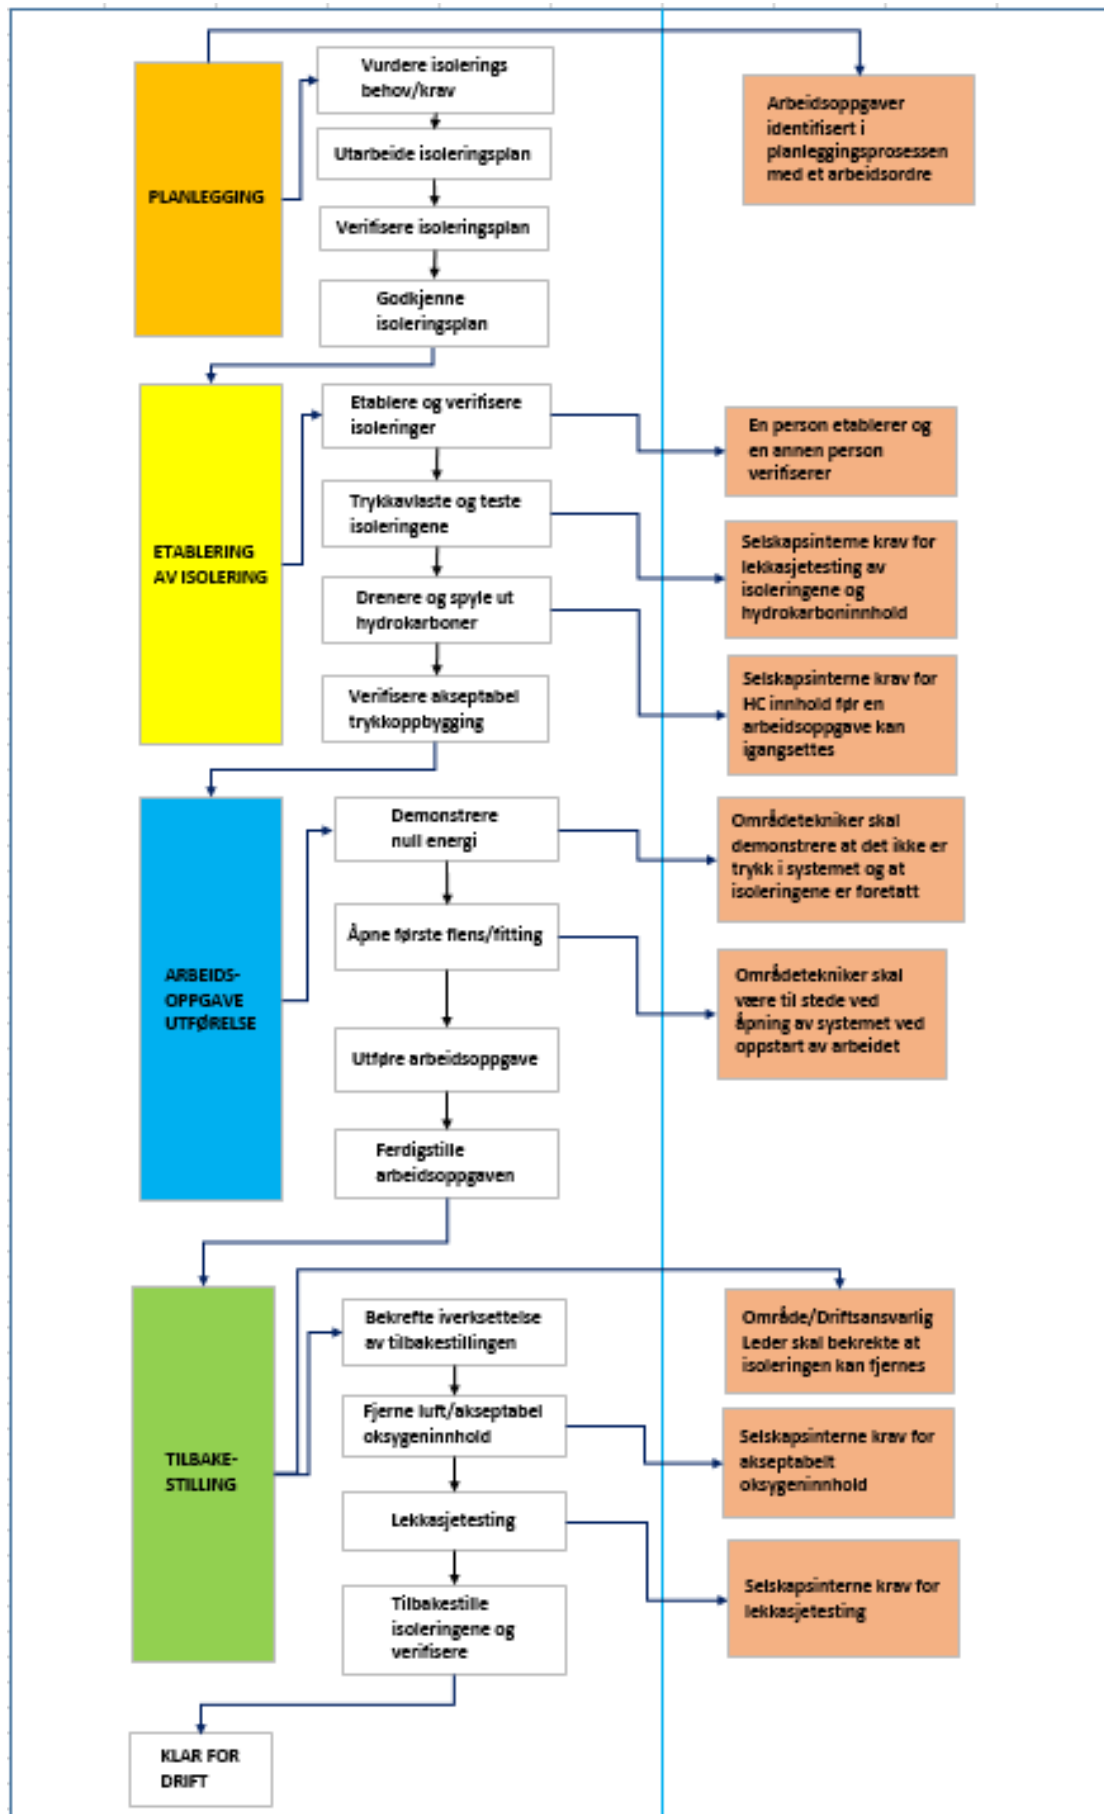 PLANLEGGING
Vurdere isolerings
behov/krav
Utarbeide isoleringsplan
Verifisere isoleringsplan
Godkjenne
isoleringsplan
Arbeidsoppgaver
identifisert i
planleggingsprosessen
med et arbeidsordre
ETABLERING
AV ISOLERING
Etablere og verifisere
isoleringer
En person etablerer og
en annen person
verifiserer
Trykkavlaste og teste
isoleringene
Selskapsinterne krav for
lekkasjetesting av
isoleringene og
hydrokarboninnhold
Drenere og spyle ut
hydrokarboner
Selskapsinterne krav for
HC innhold før en
arbeidsoppgave kan
igangsettes
Verifisere akseptabel
trykkoppbygging
ARBEIDS-
OPPGAVE
UTFØRELSE
Demonstrere
null energi
Områdetekniker skal
demonstrere at det ikke er
trykk i systemet og at
isoleringene er foretatt
Åpne første flens/fitting
Områdetekniker skal
være til stede ved
åpning av systemet ved
oppstart av arbeidet
Utføre arbeidsoppgave
Ferdigstille
arbeidsoppgaven
TILBAKE-
STILLING
Bekrefte iverksettelse
av tilbakestillingen
Område/Driftsansvarlig
Leder skal bekrekte at
isoleringen kan fjernes
Fjerne luft/akseptabel
oksygeninnhold
Selskapsinterne krav for
akseptabelt
oksygeninnhold
Lekkasjetesting
Selskapsinterne krav for
lekkasjetesting
Tilbakestille
isoleringene og
verifisere
KLAR FOR
DRIFT